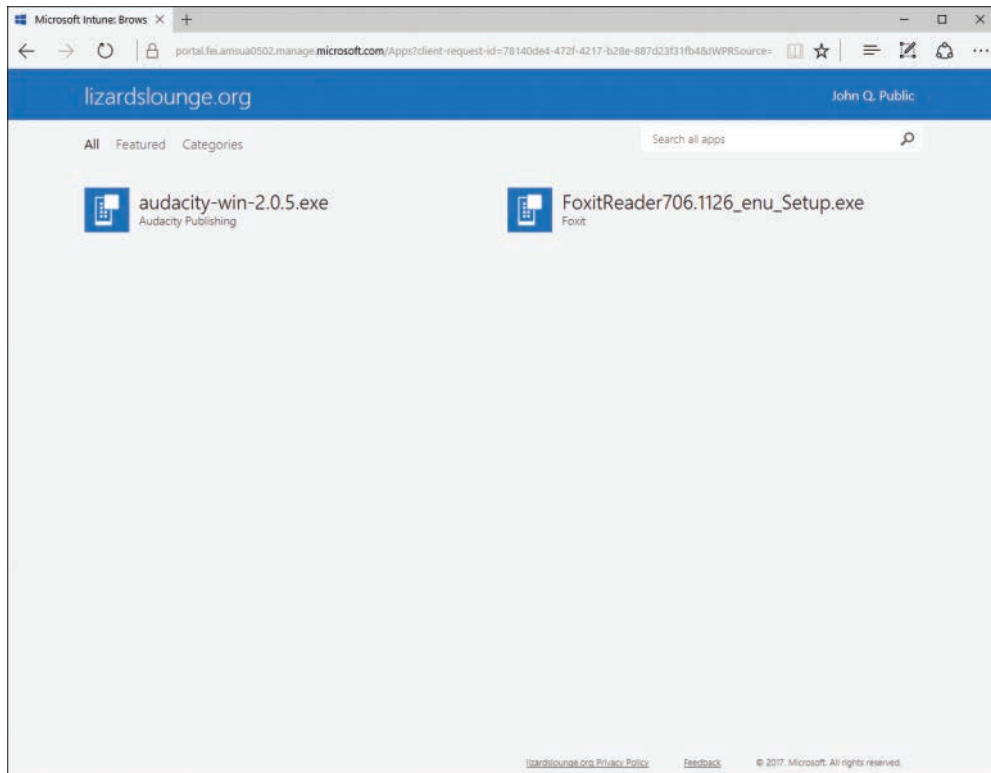 Microsoft Intune: Brows
portal.fei.amsua0502.manage.microsoft.com/Apps?client-request-id=78140de4-472f-4217-b28e-887d23f31fb4&IWPRSource=
lizardslounge.org
John Q. Public
All Featured Categories
Search all apps
audacity-win-2.0.5.exe
Audacity Publishing
FoxitReader706.1126_enu_Setup.exe
Foxit
lizardslounge.org Privacy Policy Feedback © 2017. Microsoft. All rights reserved.